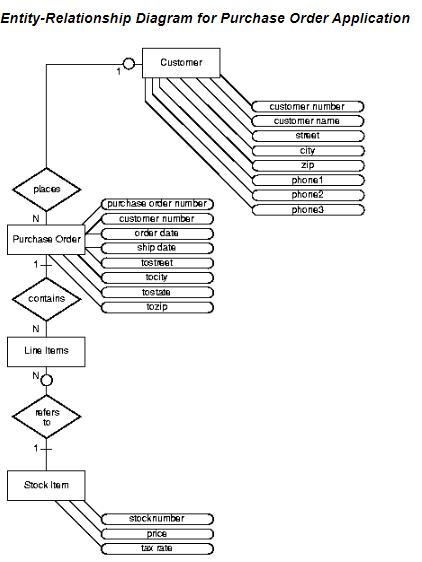 Entity-Relationship Diagram for Purchase Order Application
Customer
1
customer number
customer name
street
city
zip
phone1
phone2
phone3
places
N
Purchase Order
purchase order number
customer number
order date
ship date
tostreet
tocity
tostate
tozip
1
contains
N
Line Items
N
refers
to
1
Stock Item
stocknumber
price
tax rate